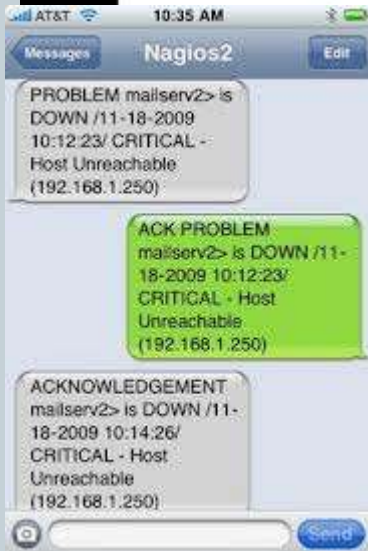 AT&T 10:35 AM
Messages Nagios2 Edit
PROBLEM mailserv2> is
DOWN /11-18-2009
10:12:23/ CRITICAL -
Host Unreachable
(192.168.1.250)
ACK PROBLEM
mailserv2> is DOWN /11-
18-2009 10:12:23/
CRITICAL - Host
Unreachable
(192.168.1.250)
ACKNOWLEDGEMENT
mailserv2> is DOWN /11-
18-2009 10:14:26/
CRITICAL - Host
Unreachable
(192.168.1.250)
Send